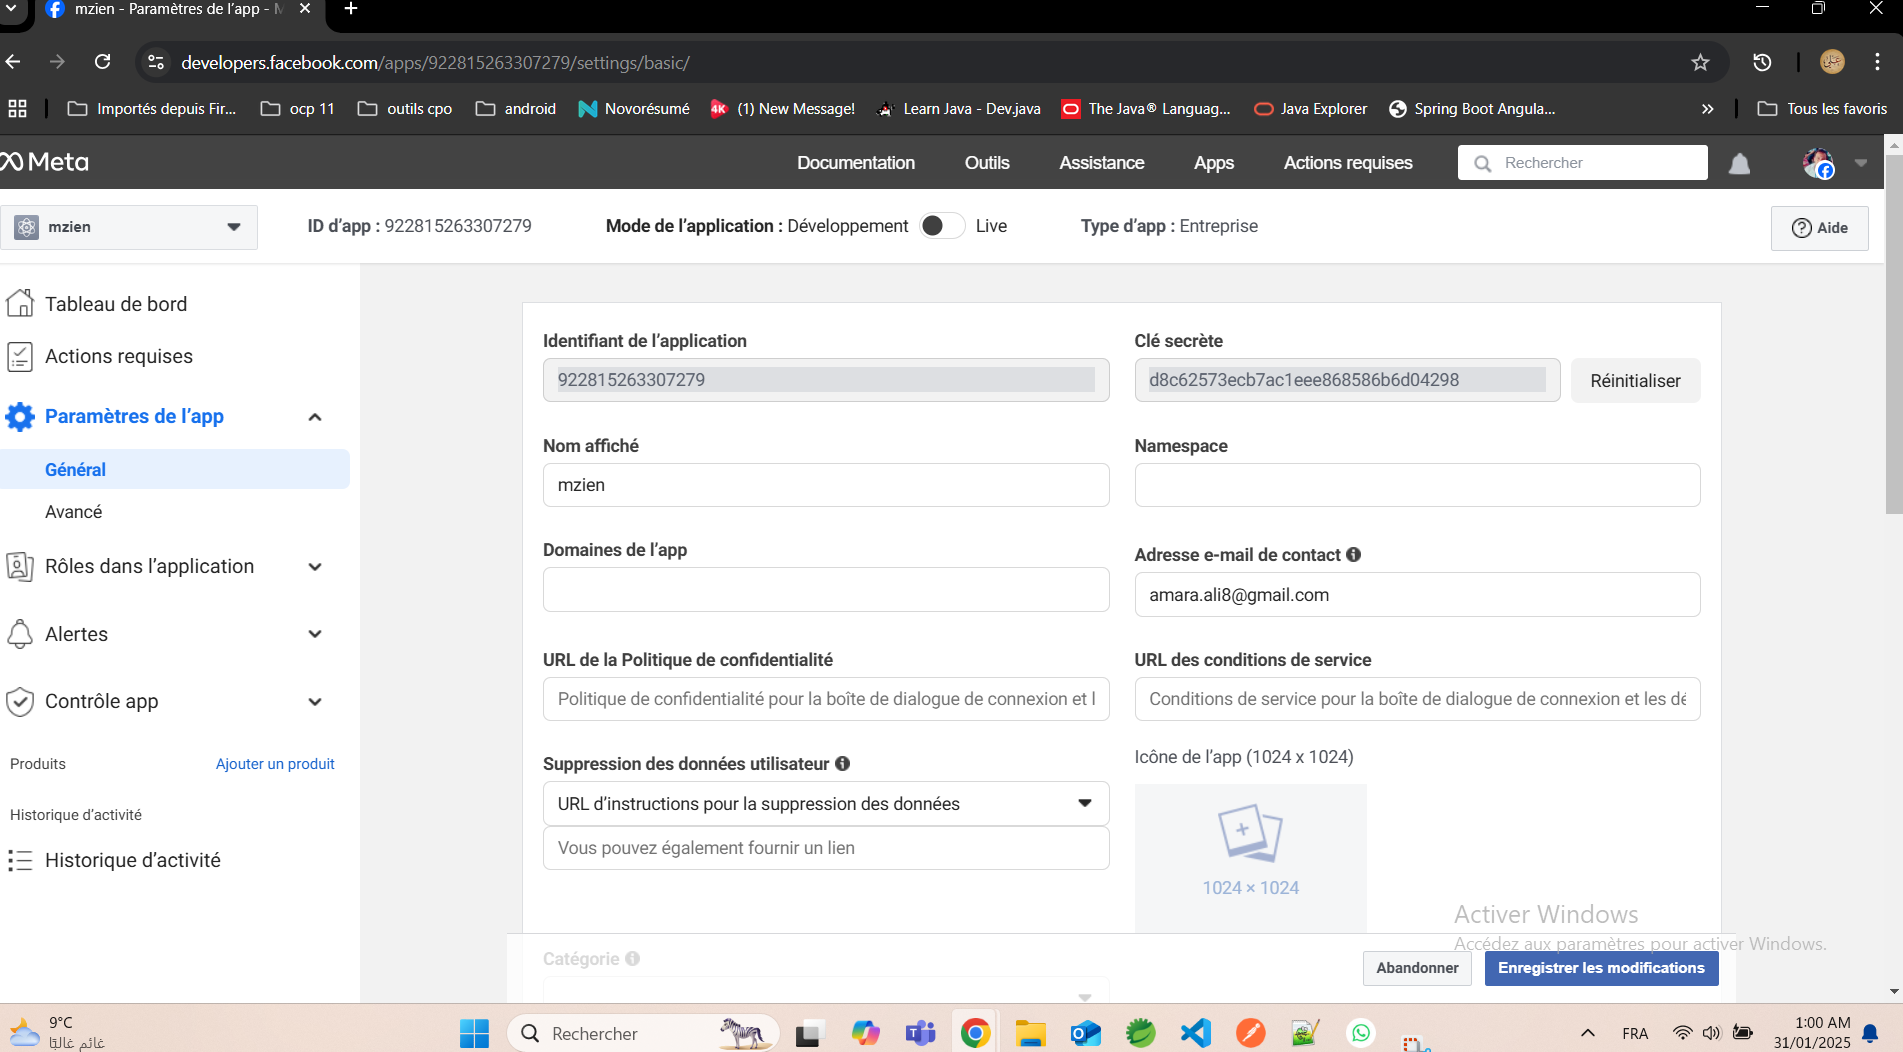 mzien - Paramètres de l'app - M
developers.facebook.com/apps/922815263307279/settings/basic/
Importés depuis Fir...
ocp 11
outils cpo
android
Novorésumé
4K
(1) New Message!
Learn Java - Dev.java
The Java® Languag...
Java Explorer
Spring Boot Angula...
»
Tous les favoris
Meta
Documentation
Outils
Assistance
Apps
Actions requises
Rechercher
mzien
ID d'app : 922815263307279
Mode de l'application : Développement
Live
Type d'app : Entreprise
Aide
Tableau de bord
Actions requises
Paramètres de l'app
Général
Avancé
Rôles dans l'application
Alertes
Contrôle app
Produits
Ajouter un produit
Historique d'activité
Historique d'activité
Identifiant de l'application
922815263307279
Clé secrète
d8c62573ecb7ac1eee868586b6d04298
Réinitialiser
Nom affiché
mzien
Namespace
Domaines de l'app
Adresse e-mail de contact
amara.ali8@gmail.com
URL de la Politique de confidentialité
Politique de confidentialité pour la boîte de dialogue de connexion et l
URL des conditions de service
Conditions de service pour la boîte de dialogue de connexion et les dé
Suppression des données utilisateur
URL d'instructions pour la suppression des données
Vous pouvez également fournir un lien
Icône de l'app (1024 x 1024)
1024 × 1024
Catégorie
Activer Windows
Accédez aux paramètres pour activer Windows.
Abandonner
Enregistrer les modifications
9°C
غائم غالبًا
Rechercher
FRA
1:00 AM
31/01/2025